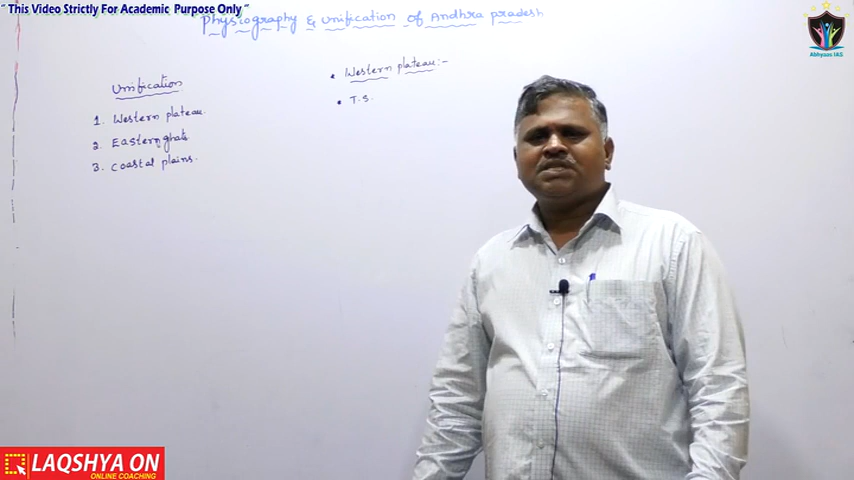 " This Video Strictly For Academic Purpose Only "
physiography & unification of Andhra pradesh
Unification
1. Western plateau.
2. Eastern ghats.
3. coastal plains.
• Western plateau:-
• T.S.
Abhyaas IAS
LAQSHYA ON
ONLINE COACHING